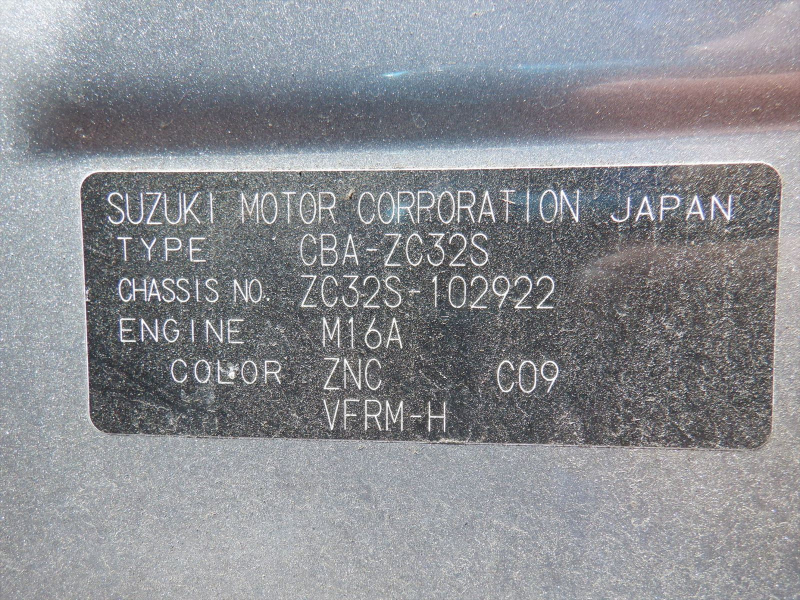 SUZUKI MOTOR CORPORATION JAPAN
TYPE CBA-ZC32S
CHASSIS NO. ZC32S-102922
ENGINE M16A
COLOR ZNC C09
VFRM-H